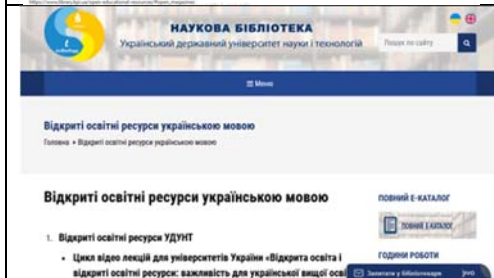 НАУКОВА БІБЛІОТЕКА
Український державний університет науки і технологій
Пошук по сайту
Меню
Відкриті освітні ресурси українською мовою
Головна • Відкриті освітні ресурси українською мовою
Відкриті освітні ресурси українською мовою
ПОВНИЙ Е-КАТАЛОГ
ПОВНИЙ Е-КАТАЛОГ
1. Відкриті освітні ресурси УДУНТ
ГОДИНИ РОБОТИ
• Цикл відео лекцій для університетів України «Відкрита освіта і
відкриті освітні ресурси: важливість для української вищої осві
Запитати у бібліотекаря